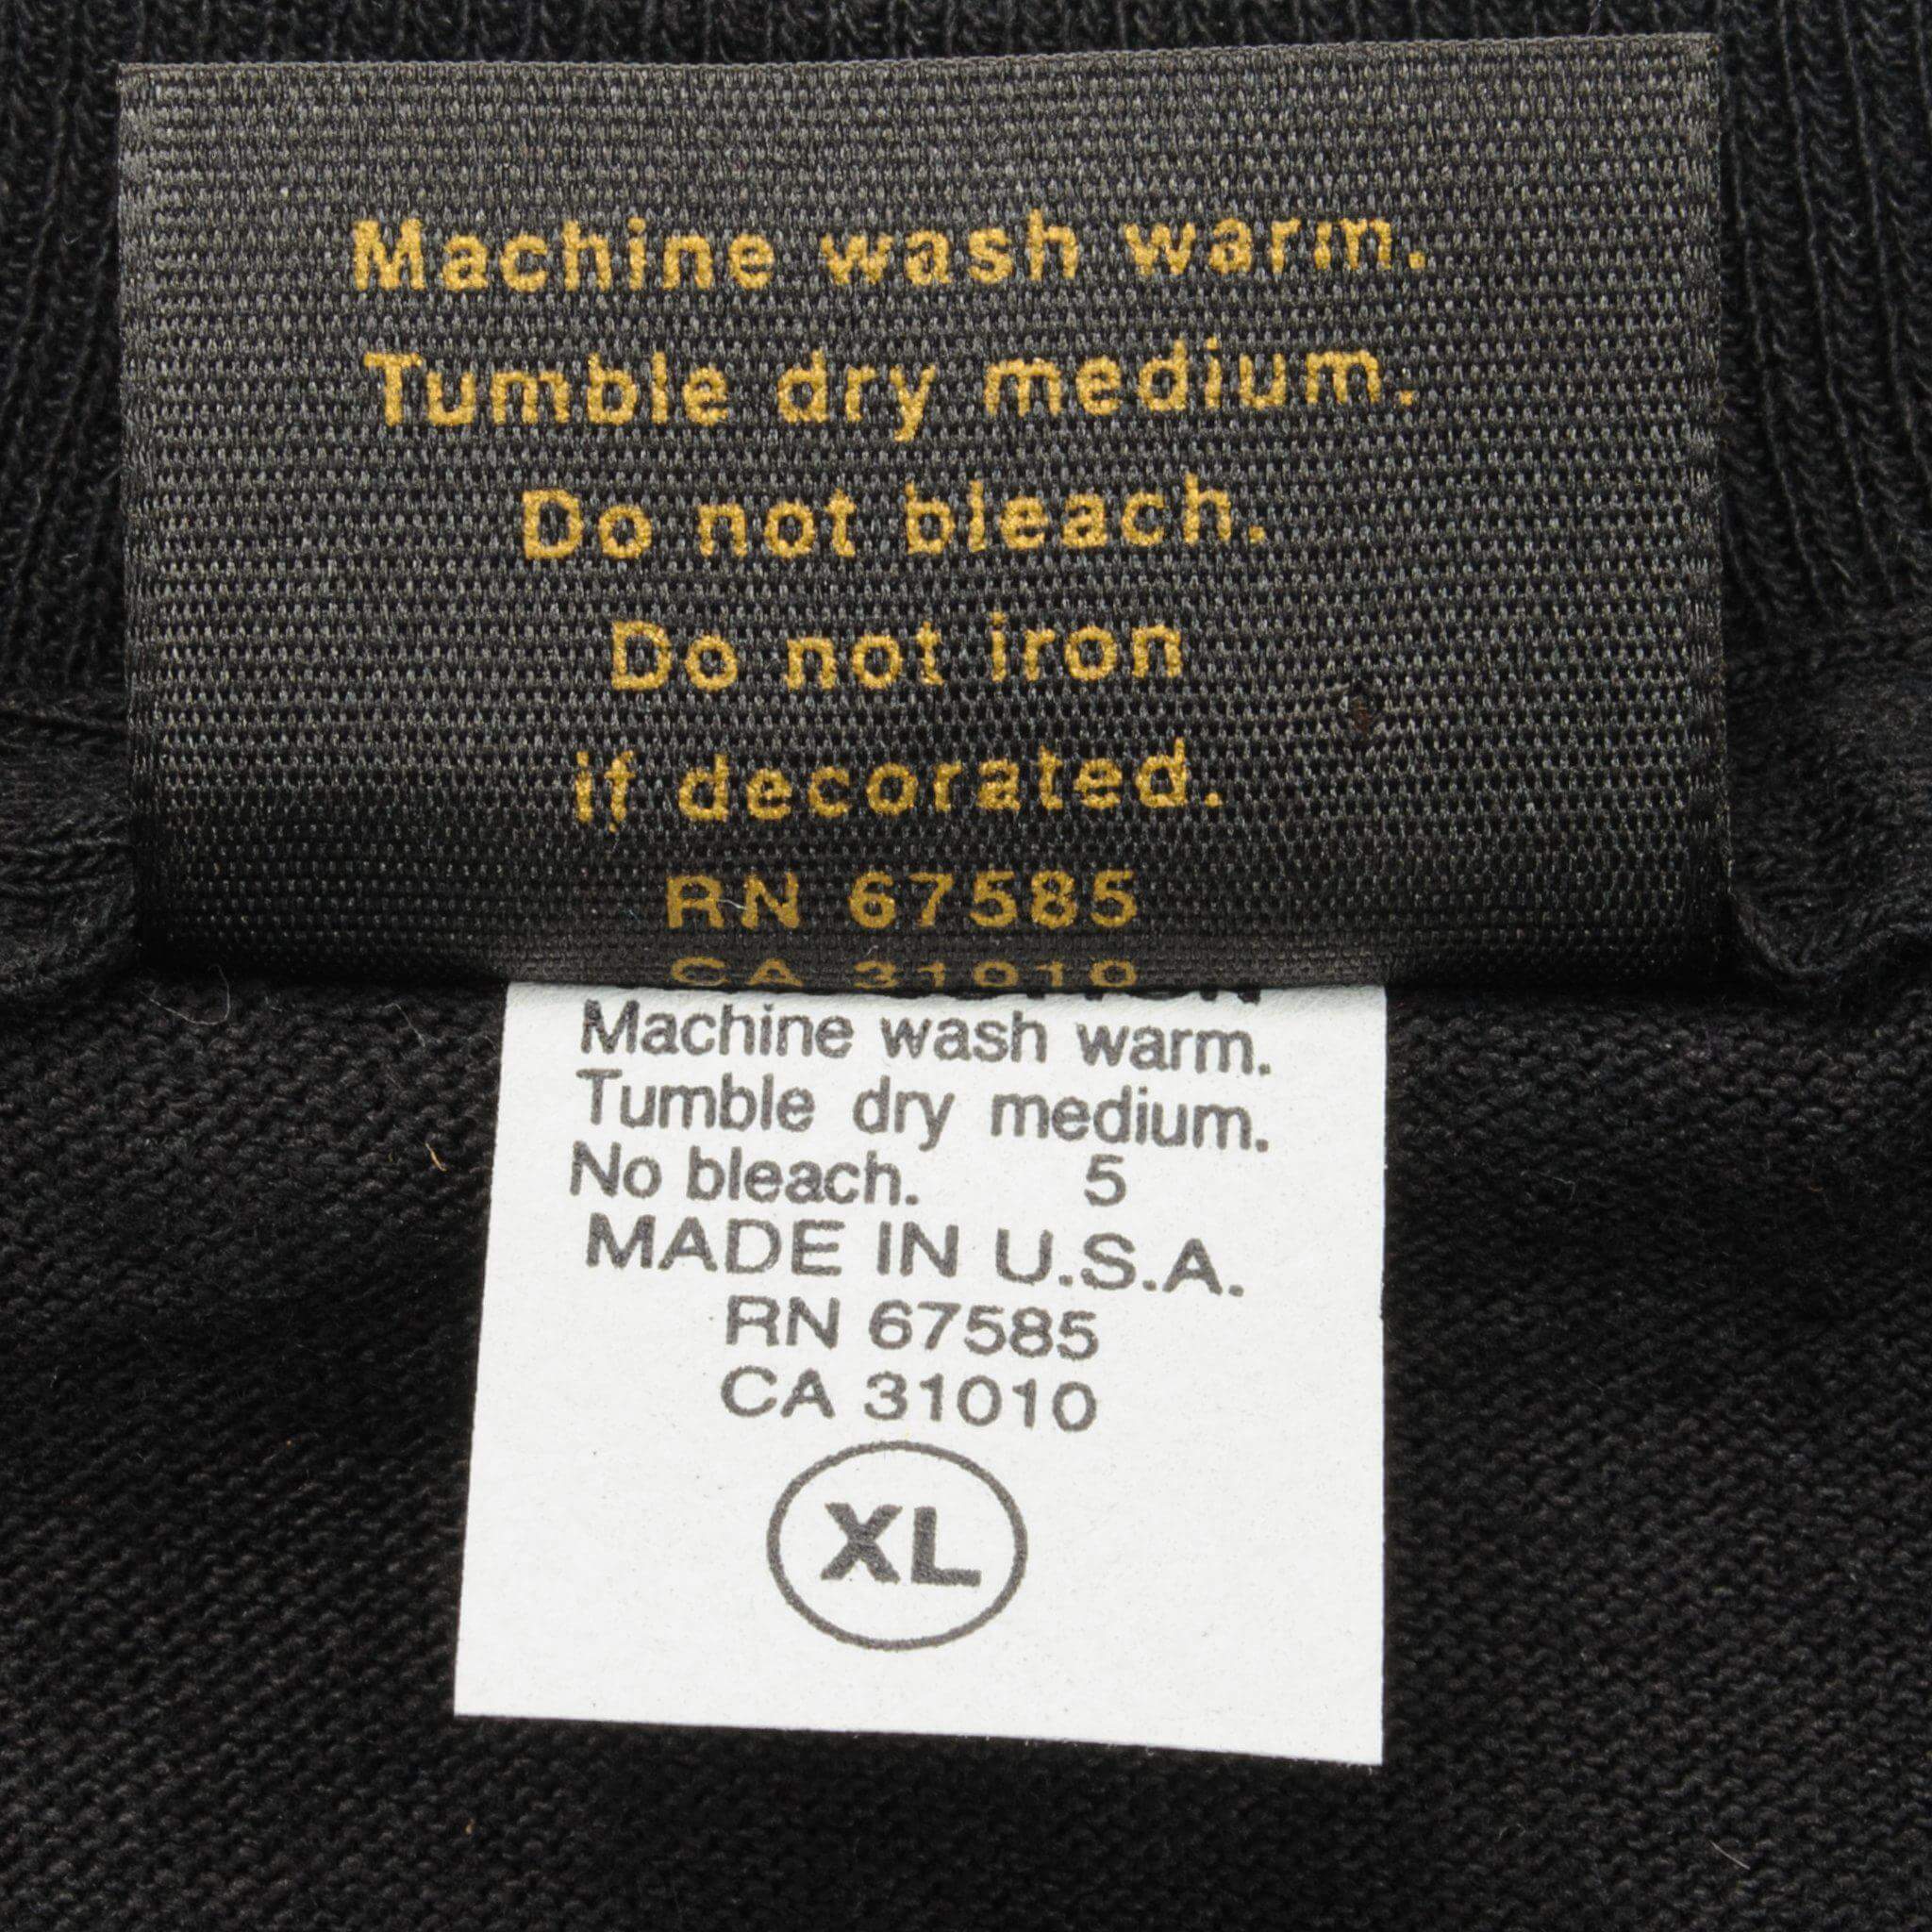 Machine wash warm.
Tumble dry medium.
Do not bleach.
Do not iron
if decorated.
RN 67585
CA 31010
Machine wash warm.
Tumble dry medium.
No bleach. 5
MADE IN U.S.A.
RN 67585
CA 31010
XL